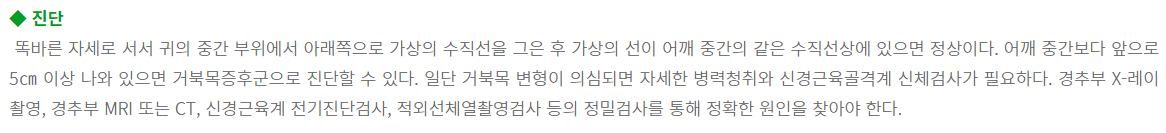 ◆ 진단
똑바른 자세로 서서 귀의 중간 부위에서 아래쪽으로 가상의 수직선을 그은 후 가상의 선이 어깨 중간의 같은 수직선상에 있으면 정상이다. 어깨 중간보다 앞으로
5㎝ 이상 나와 있으면 거북목증후군으로 진단할 수 있다. 일단 거북목 변형이 의심되면 자세한 병력청취와 신경근육골격계 신체검사가 필요하다. 경추부 X-레이
촬영, 경추부 MRI 또는 CT, 신경근육계 전기진단검사, 적외선체열촬영검사 등의 정밀검사를 통해 정확한 원인을 찾아야 한다.